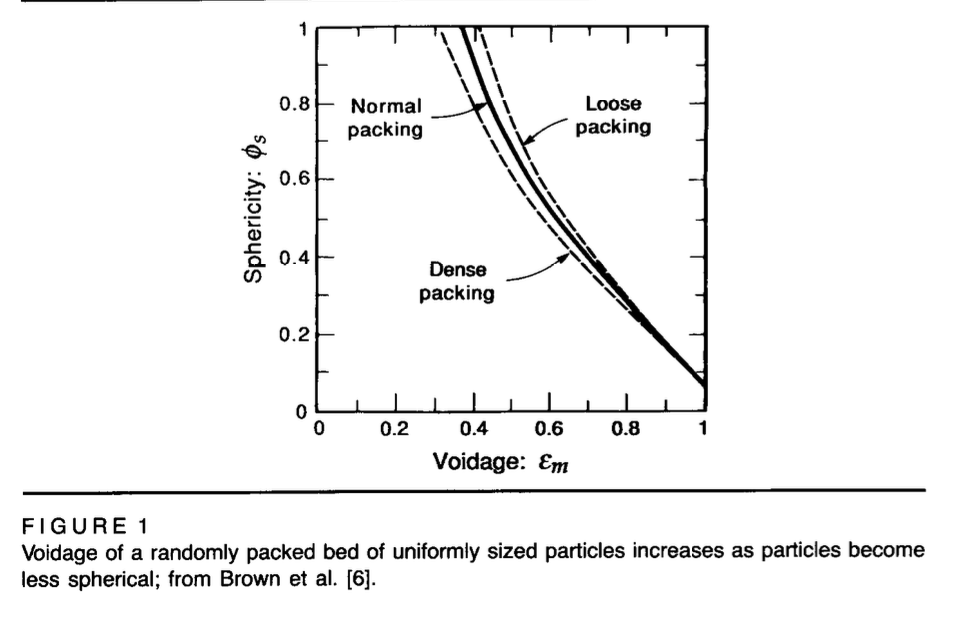 1
0.8
0.6
0.4
0.2
0
Sphericity: ϕs
Normal
packing
Loose
packing
Dense
packing
0 0.2 0.4 0.6 0.8 1
Voidage: εm
FIGURE 1
Voidage of a randomly packed bed of uniformly sized particles increases as particles become
less spherical; from Brown et al. [6].